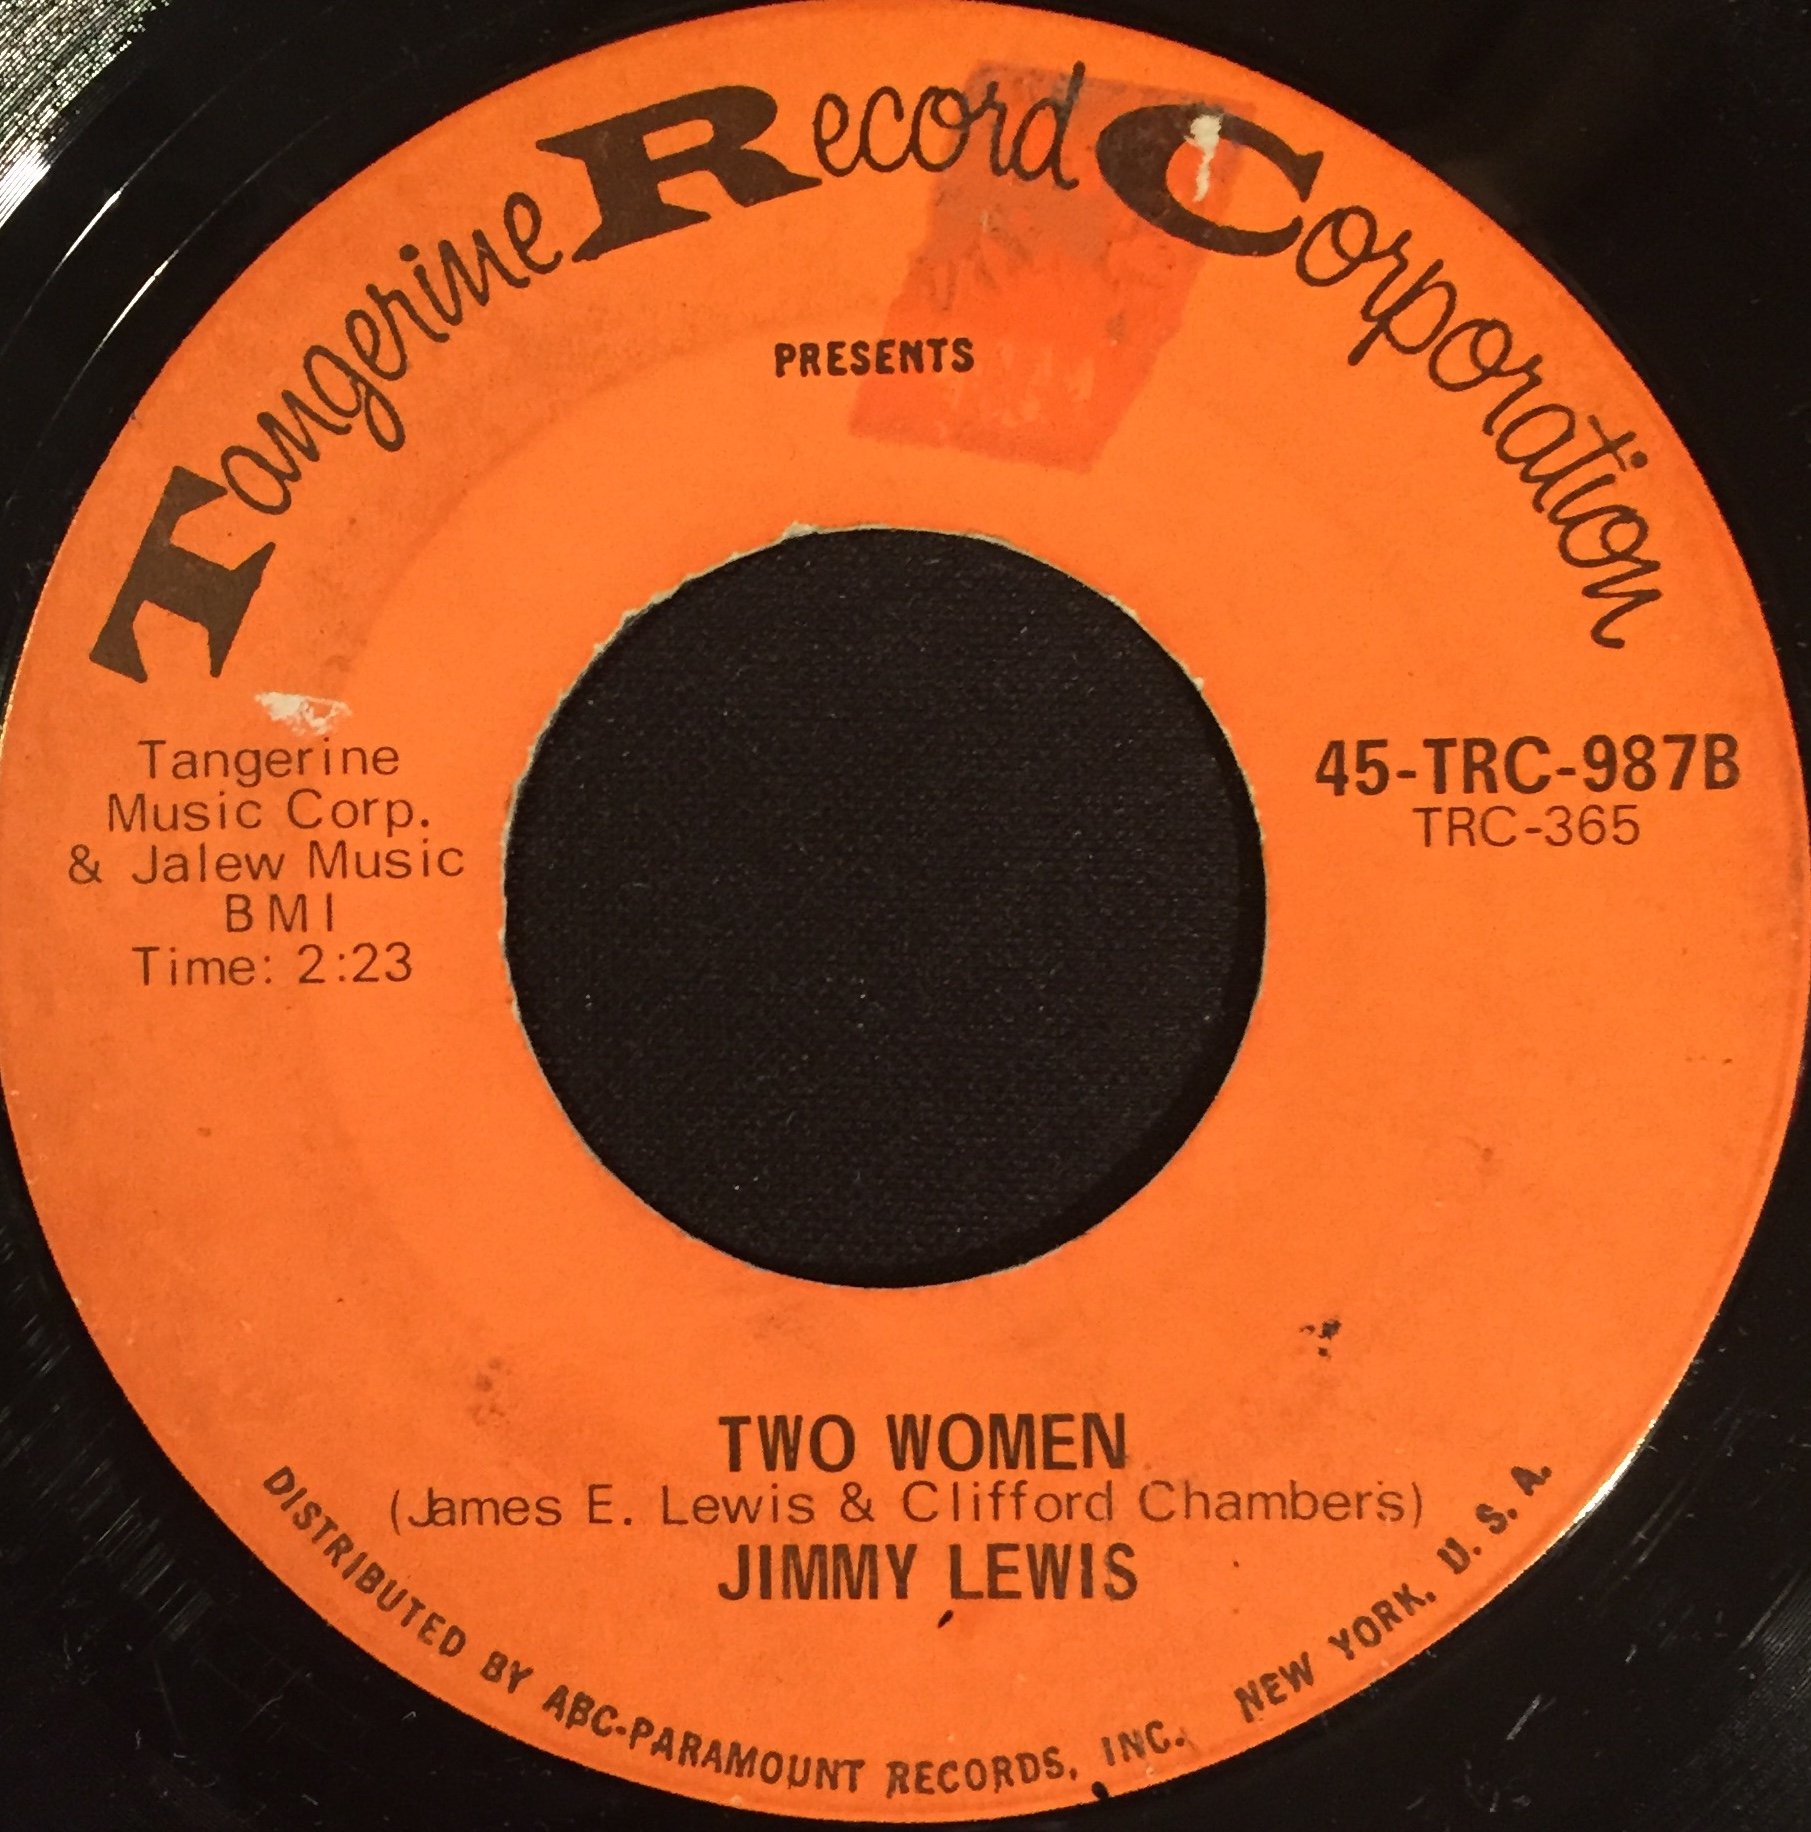 Tangerine Record Corporation
PRESENTS
Tangerine
Music Corp.
& Jalew Music
BMI
Time: 2:23
45-TRC-987B
TRC-365
TWO WOMEN
(James E. Lewis & Clifford Chambers)
JIMMY LEWIS
DISTRIBUTED BY ABC-PARAMOUNT RECORDS, INC. NEW YORK, U. S. A.